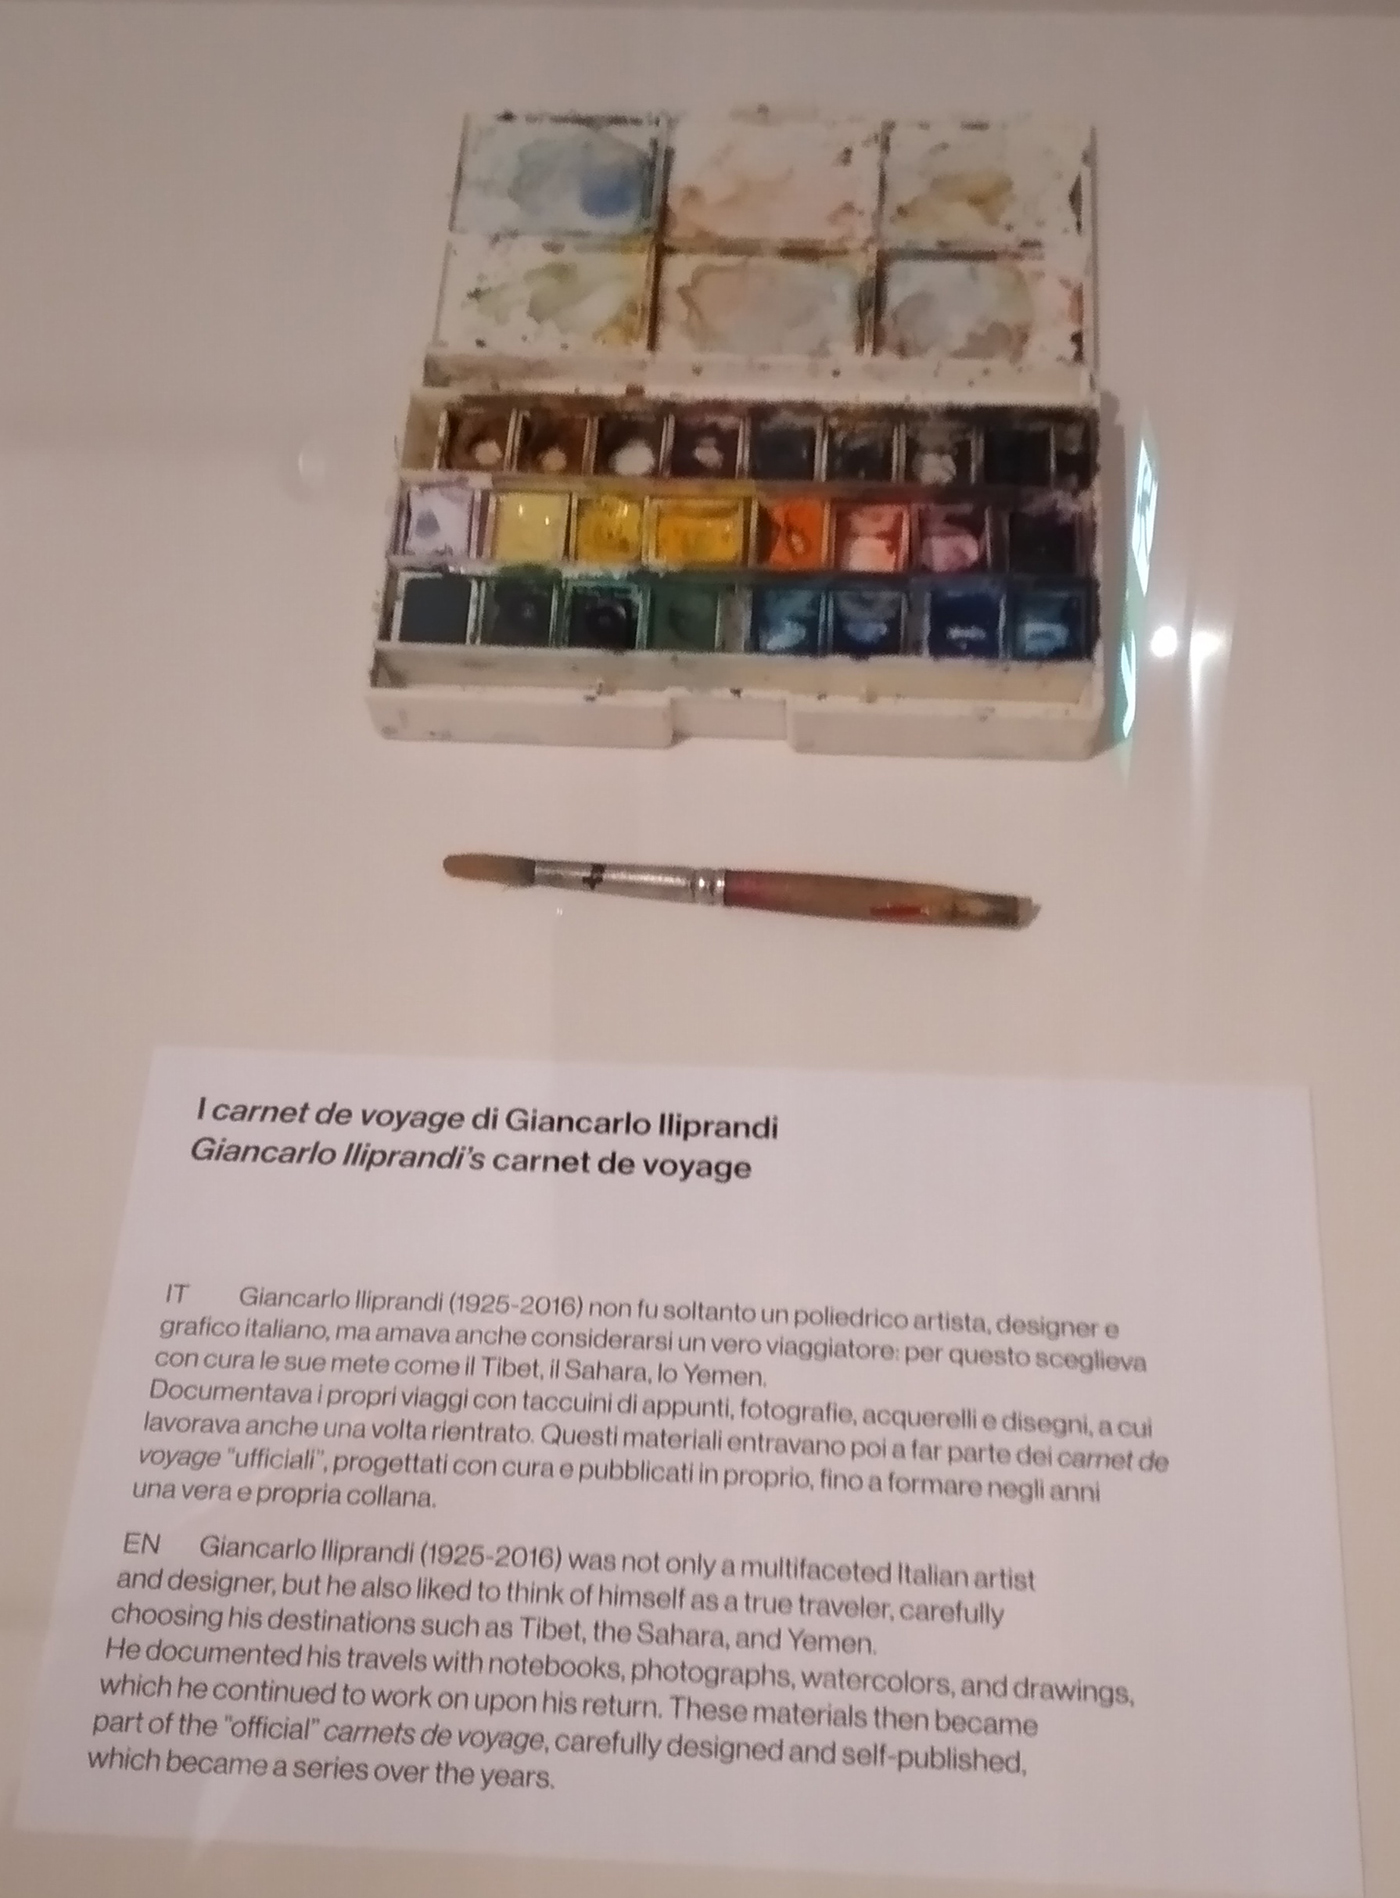 I carnet de voyage di Giancarlo Iliprandi
Giancarlo Iliprandi's carnet de voyage
IT Giancarlo Iliprandi (1925-2016) non fu soltanto un poliedrico artista, designer e
grafico italiano, ma amava anche considerarsi un vero viaggiatore: per questo sceglieva
con cura le sue mete come il Tibet, il Sahara, lo Yemen.
Documentava i propri viaggi con taccuini di appunti, fotografie, acquerelli e disegni, a cui
lavorava anche una volta rientrato. Questi materiali entravano poi a far parte dei carnet de
voyage "ufficiali", progettati con cura e pubblicati in proprio, fino a formare negli anni
una vera e propria collana.
EN Giancarlo Iliprandi (1925-2016) was not only a multifaceted Italian artist
and designer, but he also liked to think of himself as a true traveler, carefully
choosing his destinations such as Tibet, the Sahara, and Yemen.
He documented his travels with notebooks, photographs, watercolors, and drawings,
which he continued to work on upon his return. These materials then became
part of the "official" carnets de voyage, carefully designed and self-published,
which became a series over the years.